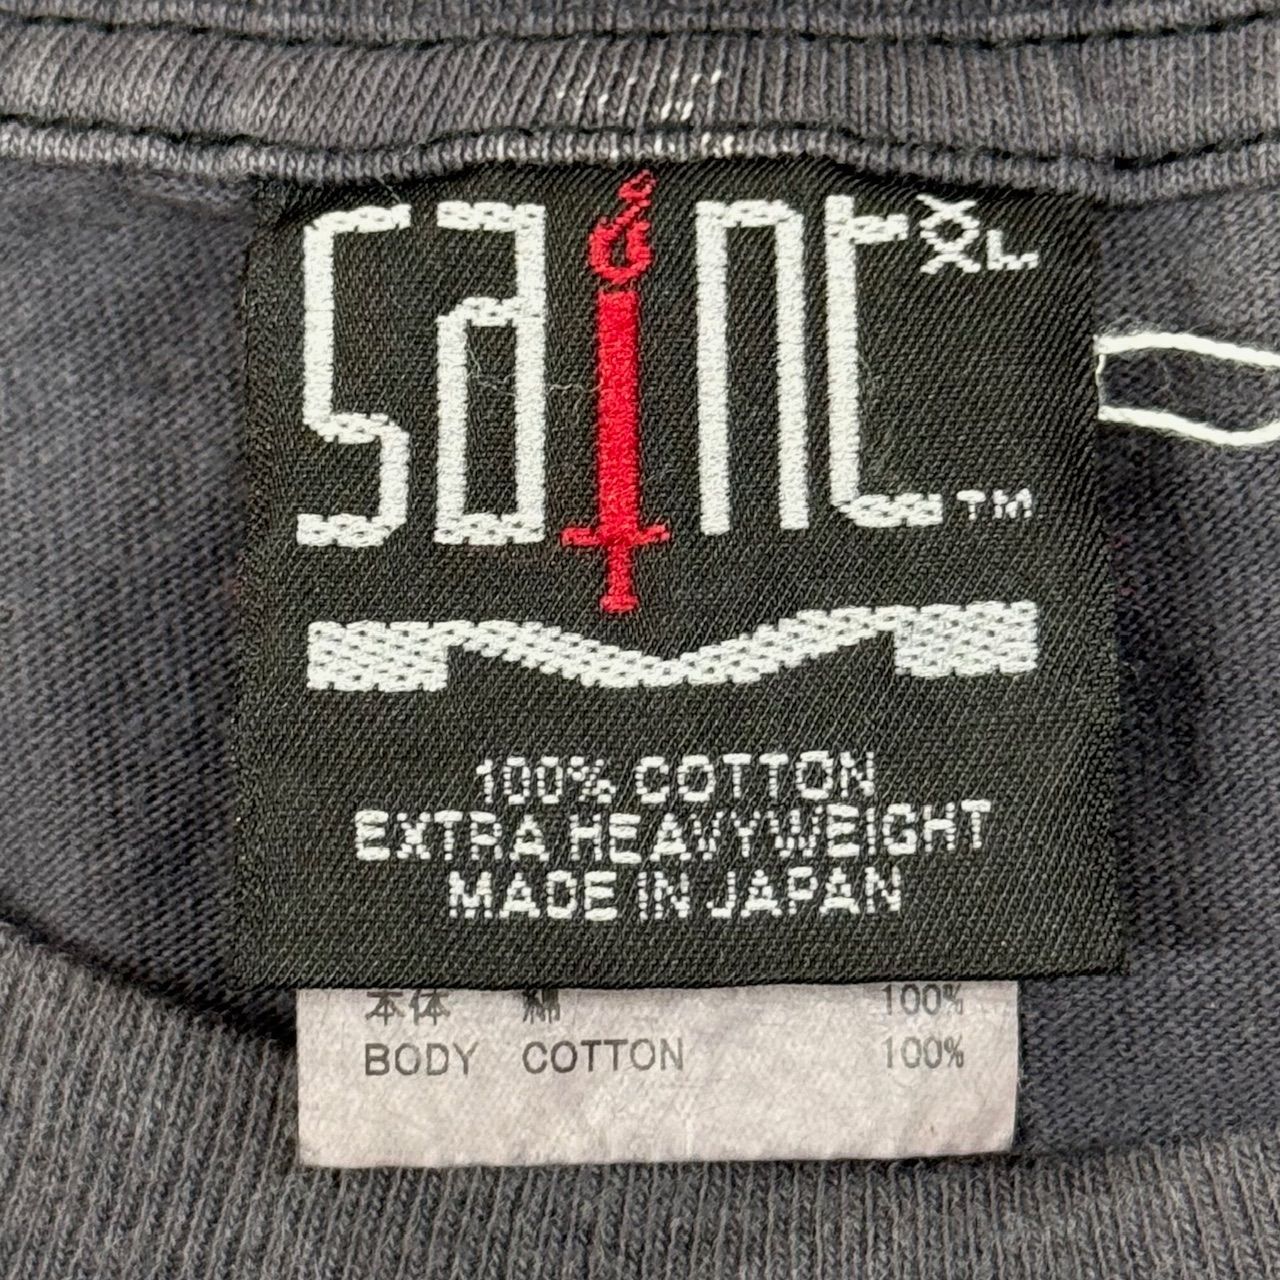 SAINt XL
™
100% COTTON
EXTRA HEAVYWEIGHT
MADE IN JAPAN
本体 綿 100%
BODY COTTON 100%